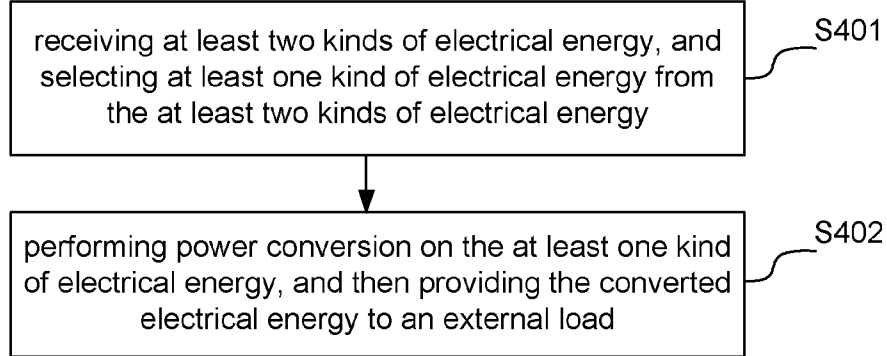 receiving at least two kinds of electrical energy, and
selecting at least one kind of electrical energy from
the at least two kinds of electrical energy
S401
performing power conversion on the at least one kind
of electrical energy, and then providing the converted
electrical energy to an external load
S402